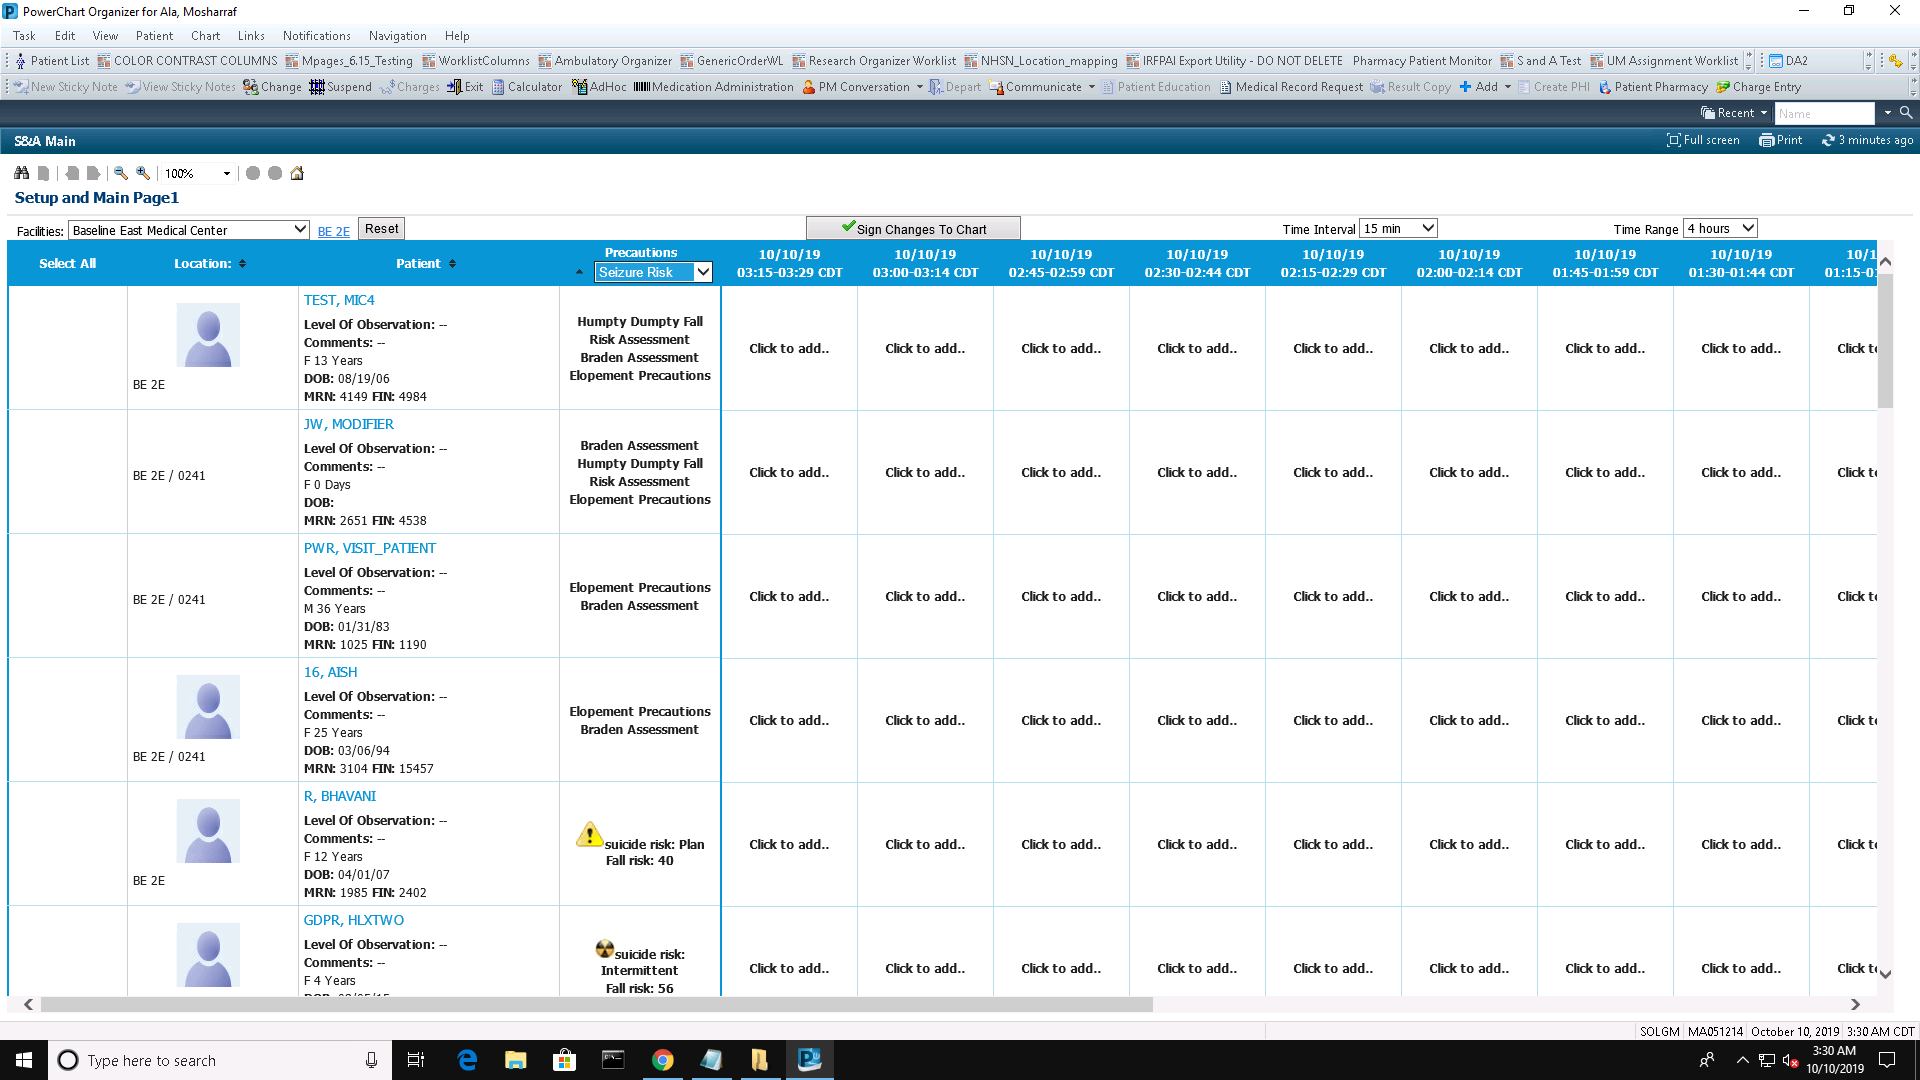 PowerChart Organizer for Ala, Mosharraf
Task Edit View Patient Chart Links Notifications Navigation Help
Patient List COLOR CONTRAST COLUMNS Mpages_6.15_Testing WorklistColumns Ambulatory Organizer GenericOrderWL Research Organizer Worklist NHSN_Location_mapping IRFPAI Export Utility - DO NOT DELETE Pharmacy Patient Monitor S and A Test UM Assignment Worklist DA2
New Sticky Note View Sticky Notes Change Suspend Charges Exit Calculator AdHoc Medication Administration PM Conversation Depart Communicate Patient Education Medical Record Request Result Copy Add Create PHI Patient Pharmacy Charge Entry
Recent Name
S&A Main Full screen Print 3 minutes ago
100%
Setup and Main Page1
Facilities: Baseline East Medical Center BE 2E Reset Sign Changes To Chart Time Interval 15 min Time Range 4 hours
Select All Location: Patient Precautions Seizure Risk
10/10/19 10/10/19 10/10/19 10/10/19 10/10/19 10/10/19 10/10/19 10/10/19 10/1
03:15-03:29 CDT 03:00-03:14 CDT 02:45-02:59 CDT 02:30-02:44 CDT 02:15-02:29 CDT 02:00-02:14 CDT 01:45-01:59 CDT 01:30-01:44 CDT 01:15-0
BE 2E
TEST, MIC4
Level Of Observation: --
Comments: --
F 13 Years
DOB: 08/19/06
MRN: 4149 FIN: 4984
Humpty Dumpty Fall
Risk Assessment
Braden Assessment
Elopement Precautions
Click to add.. Click to add.. Click to add.. Click to add.. Click to add.. Click to add.. Click to add.. Click to add.. Click t
BE 2E / 0241
JW, MODIFIER
Level Of Observation: --
Comments: --
F 0 Days
DOB:
MRN: 2651 FIN: 4538
Braden Assessment
Humpty Dumpty Fall
Risk Assessment
Elopement Precautions
Click to add.. Click to add.. Click to add.. Click to add.. Click to add.. Click to add.. Click to add.. Click to add.. Click t
BE 2E / 0241
PWR, VISIT_PATIENT
Level Of Observation: --
Comments: --
M 36 Years
DOB: 01/31/83
MRN: 1025 FIN: 1190
Elopement Precautions
Braden Assessment
Click to add.. Click to add.. Click to add.. Click to add.. Click to add.. Click to add.. Click to add.. Click to add.. Click t
BE 2E / 0241
16, AISH
Level Of Observation: --
Comments: --
F 25 Years
DOB: 03/06/94
MRN: 3104 FIN: 15457
Elopement Precautions
Braden Assessment
Click to add.. Click to add.. Click to add.. Click to add.. Click to add.. Click to add.. Click to add.. Click to add.. Click t
BE 2E
R, BHAVANI
Level Of Observation: --
Comments: --
F 12 Years
DOB: 04/01/07
MRN: 1985 FIN: 2402
suicide risk: Plan
Fall risk: 40
Click to add.. Click to add.. Click to add.. Click to add.. Click to add.. Click to add.. Click to add.. Click to add.. Click t
GDPR, HLXTWO
Level Of Observation: --
Comments: --
F 4 Years
suicide risk:
Intermittent
Fall risk: 56
Click to add.. Click to add.. Click to add.. Click to add.. Click to add.. Click to add.. Click to add.. Click to add.. Click t
SOLGM MA051214 October 10, 2019 3:30 AM CDT
Type here to search
3:30 AM
10/10/2019